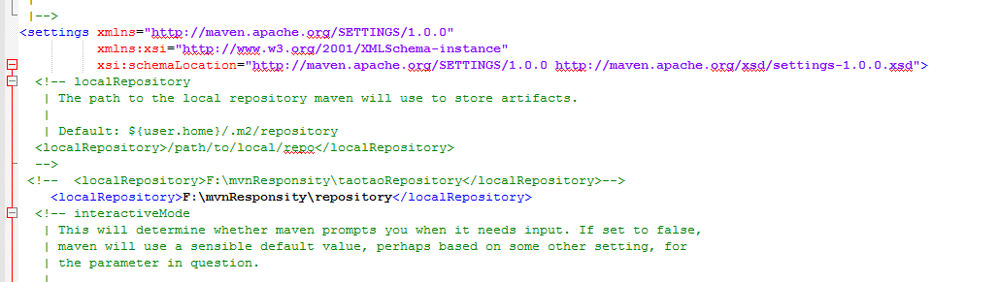 |-->
<settings xmlns="http://maven.apache.org/SETTINGS/1.0.0"
xmlns:xsi="http://www.w3.org/2001/XMLSchema-instance"
xsi:schemaLocation="http://maven.apache.org/SETTINGS/1.0.0 http://maven.apache.org/xsd/settings-1.0.0.xsd">
<!-- localRepository
| The path to the local repository maven will use to store artifacts.
|
| Default: ${user.home}/.m2/repository
<localRepository>/path/to/local/repo</localRepository>
-->
<!--  <localRepository>F:\mvnResponsity\taotaoRepository</localRepository>-->
<localRepository>F:\mvnResponsity\repository</localRepository>
<!-- interactiveMode
| This will determine whether maven prompts you when it needs input. If set to false,
| maven will use a sensible default value, perhaps based on some other setting, for
| the parameter in question.
|